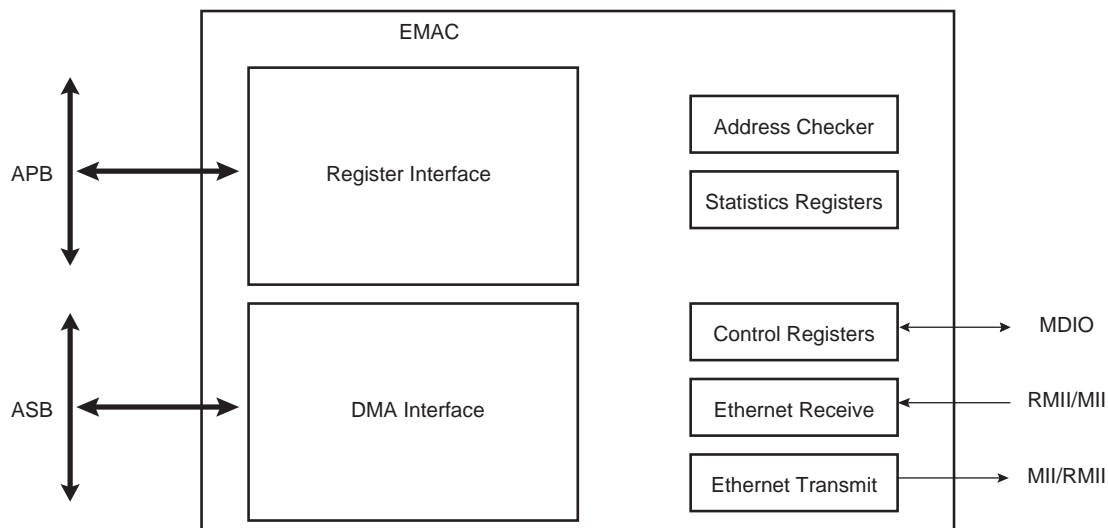 EMAC
Address Checker
APB
Register Interface
Statistics Registers
Control Registers
MDIO
ASB
DMA Interface
Ethernet Receive
RMII/MII
Ethernet Transmit
MII/RMII